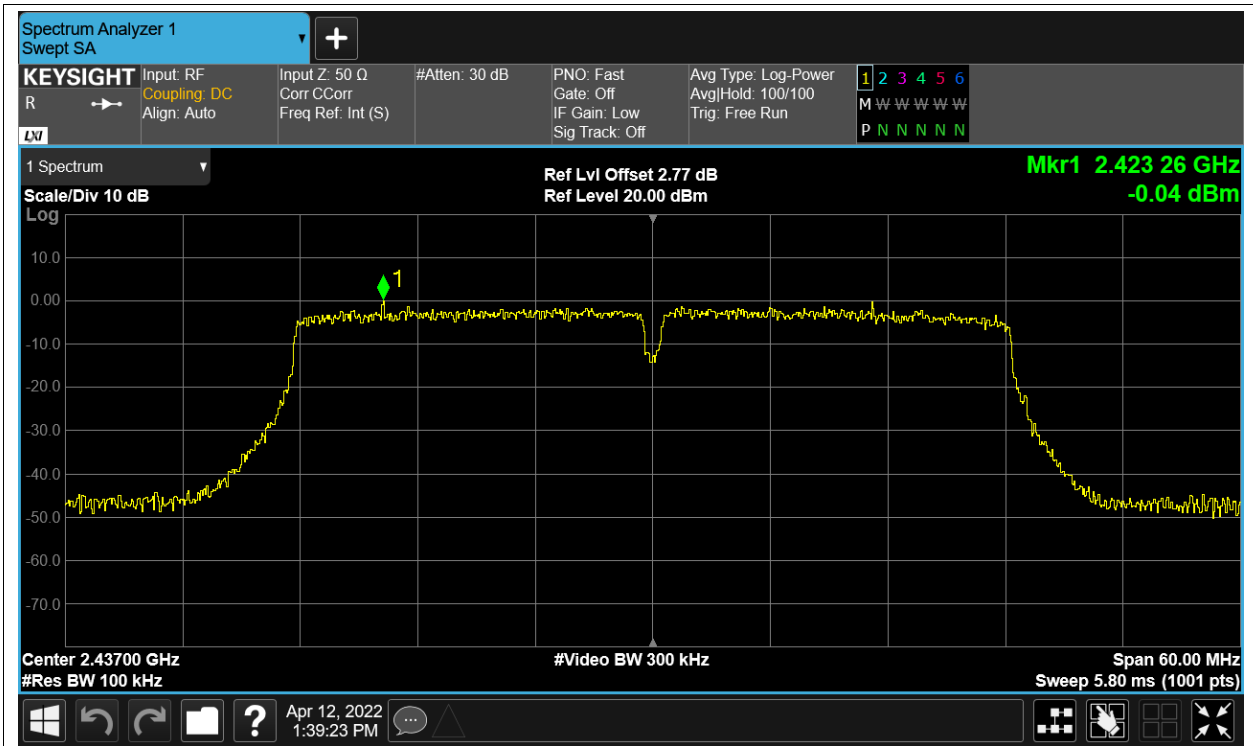 Spectrum Analyzer 1
Swept SA
▼
+
KEYSIGHT
R
LXI
Input: RF
Coupling: DC
Align: Auto
Input Z: 50 Ω
Corr CCorr
Freq Ref: Int (S)
#Atten: 30 dB
PNO: Fast
Gate: Off
IF Gain: Low
Sig Track: Off
Avg Type: Log-Power
Avg|Hold: 100/100
Trig: Free Run
1 2 3 4 5 6
M W W W W W
P N N N N N
1 Spectrum
▼
Scale/Div 10 dB
Ref Lvl Offset 2.77 dB
Ref Level 20.00 dBm
Mkr1 2.423 26 GHz
-0.04 dBm
Log
10.0
0.00
-10.0
-20.0
-30.0
-40.0
-50.0
-60.0
-70.0
1
Center 2.43700 GHz
#Res BW 100 kHz
#Video BW 300 kHz
Span 60.00 MHz
Sweep 5.80 ms (1001 pts)
?
Apr 12, 2022
1:39:23 PM